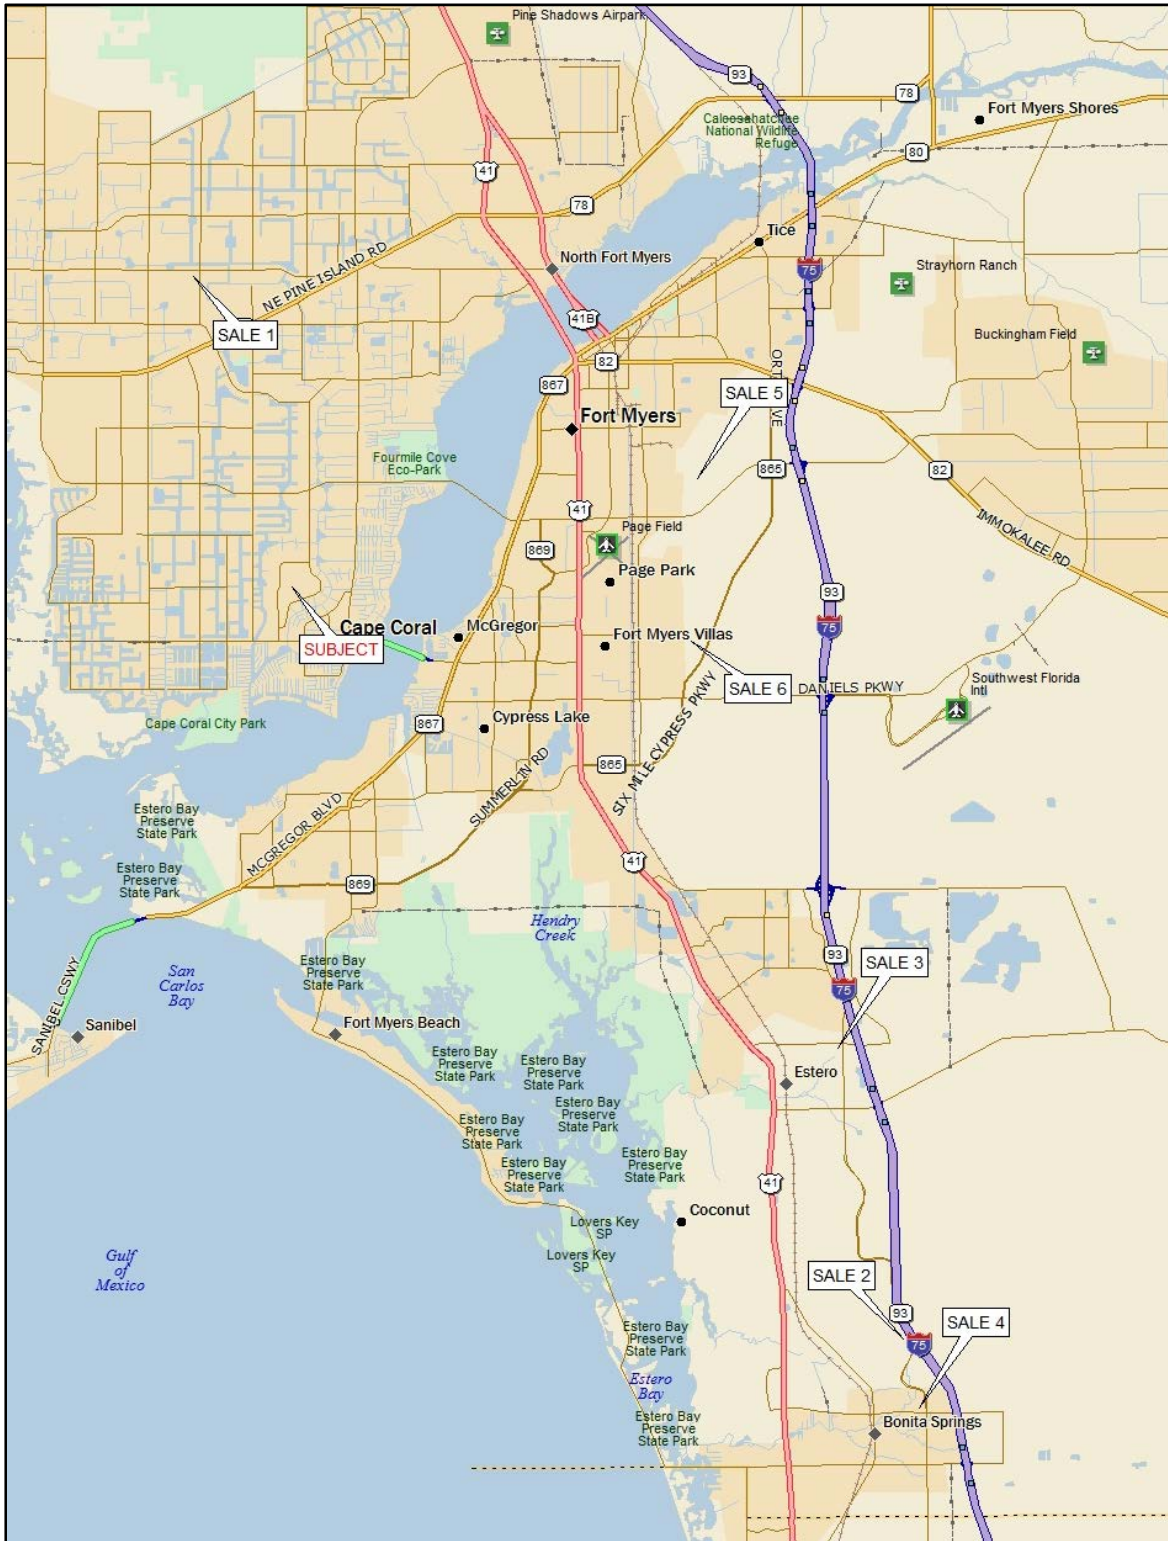 Pine Shadows Airpark
93
78
Fort Myers Shores
Caloosahatchee
National Wildlife
Refuge
80
41
78
Tice
North Fort Myers
75
Strayhorn Ranch
NE PINE ISLAND RD
41B
SALE 1
82
Buckingham Field
867
SALE 5
Fort Myers
Fourmile Cove
Eco-Park
865
82
41
IMMOKALEE RD
Page Field
869
Page Park
93
75
Cape Coral
McGregor
SUBJECT
Fort Myers Villas
SALE 6
DANIELS PKWY
Southwest Florida
Intl
Cape Coral City Park
867
Cypress Lake
865
SIX MILE CYPRESS PKWY
SUMMERLIN RD
MCGREGOR BLVD
Estero Bay
Preserve
State Park
Estero Bay
Preserve
State Park
41
869
Hendry
Creek
93
SALE 3
75
Estero Bay
Preserve
State Park
San
Carlos
Bay
SANIBEL CSWY
Sanibel
Fort Myers Beach
Estero Bay
Preserve
State Park
Estero Bay
Preserve
State Park
Estero
Estero Bay
Preserve
State Park
Estero Bay
Preserve
State Park
Estero Bay
Preserve
State Park
Estero Bay
Preserve
State Park
41
Coconut
Lovers Key
SP
Lovers Key
SP
Gulf
of
Mexico
SALE 2
93
SALE 4
75
Estero Bay
Preserve
State Park
Estero
Bay
Estero Bay
Preserve
State Park
Bonita Springs